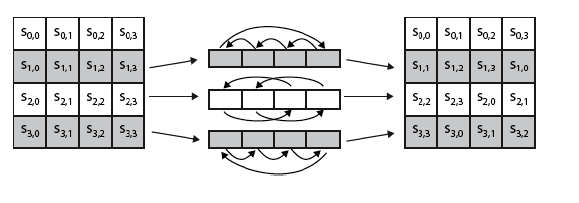 S0,0 S0,1 S0,2 S0,3
S1,0 S1,1 S1,2 S1,3
S2,0 S2,1 S2,2 S2,3
S3,0 S3,1 S3,2 S3,3
S0,0 S0,1 S0,2 S0,3
S1,1 S1,2 S1,3 S1,0
S2,2 S2,3 S2,0 S2,1
S3,3 S3,0 S3,1 S3,2